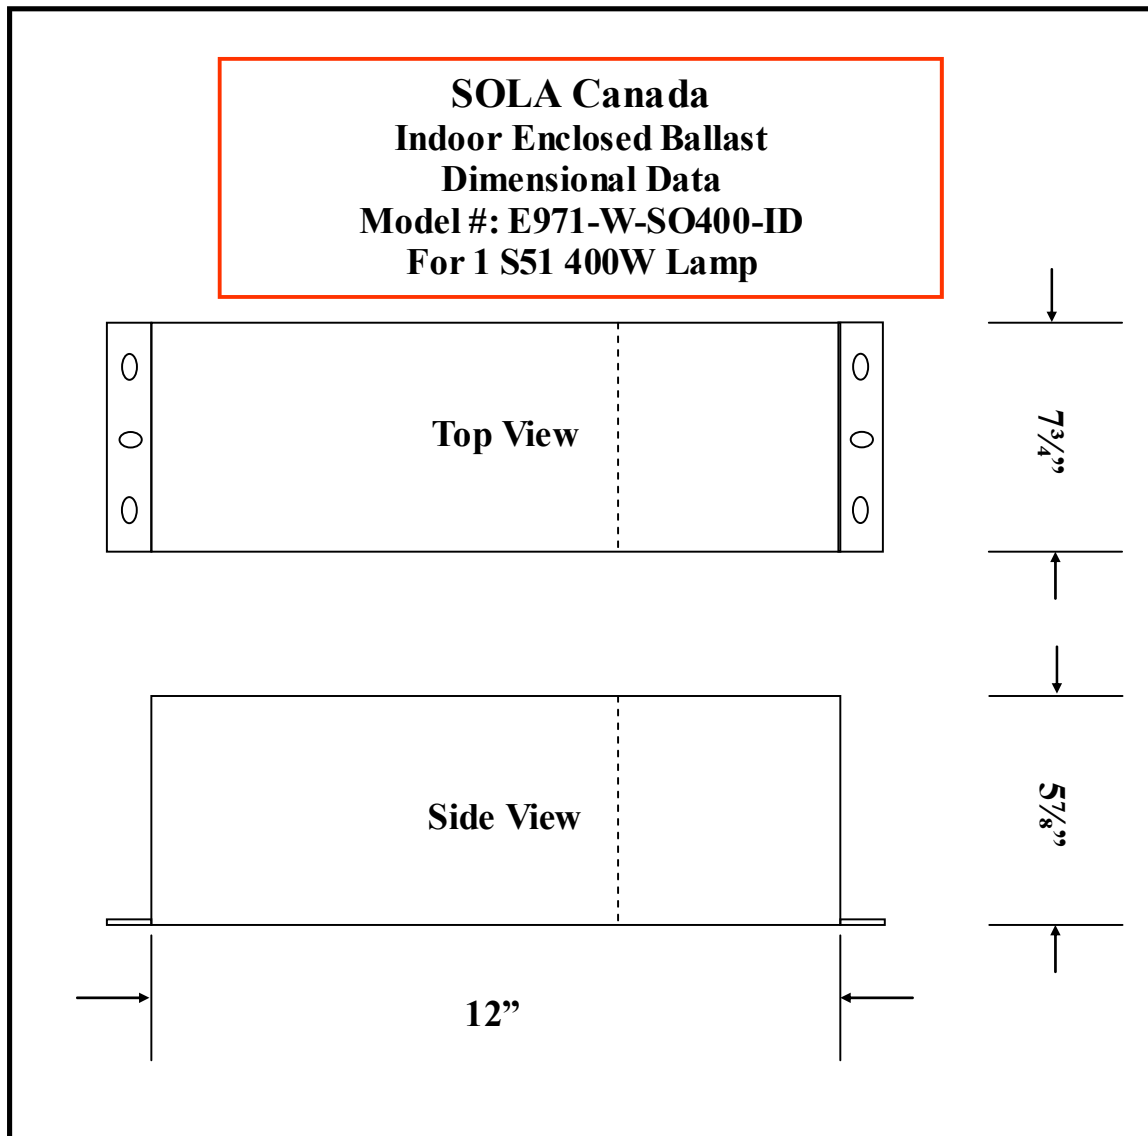 SOLA Canada
Indoor Enclosed Ballast
Dimensional Data
Model #: E971-W-SO400-ID
For 1 S51 400W Lamp
Top View
7¾”
Side View
5⅞”
12”